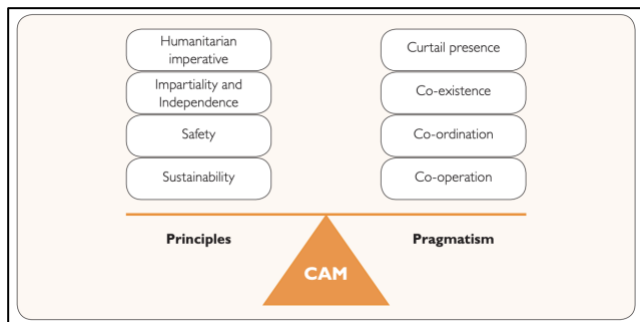 Humanitarian
imperative
Impartiality and
Independence
Safety
Sustainability
Curtail presence
Co-existence
Co-ordination
Co-operation
Principles
Pragmatism
CAM